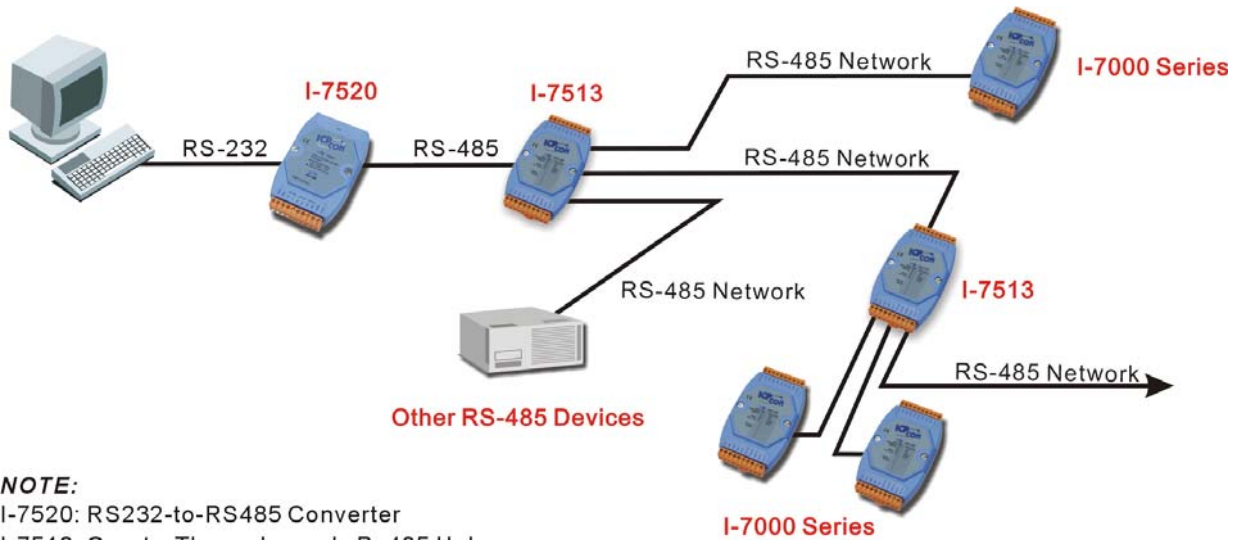 RS-485 Network
I-7000 Series
I-7520
I-7513
RS-232
RS-485
RS-485 Network
RS-485 Network
I-7513
RS-485 Network
Other RS-485 Devices
I-7000 Series
NOTE:
I-7520: RS232-to-RS485 Converter